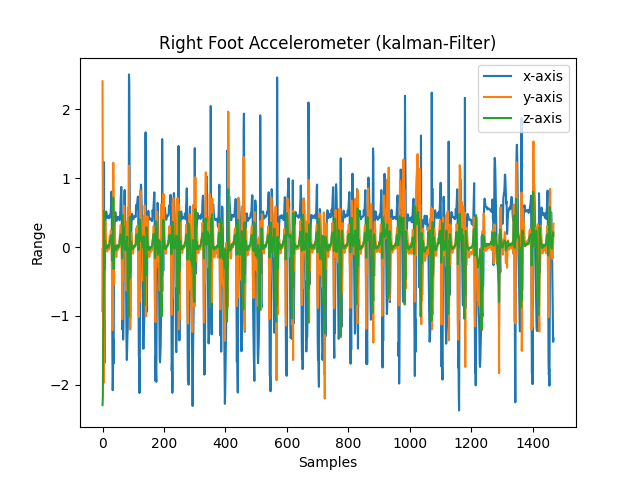 Right Foot Accelerometer (kalman-Filter)
x-axis
y-axis
z-axis
Range
2
1
0
−1
−2
0 200 400 600 800 1000 1200 1400
Samples